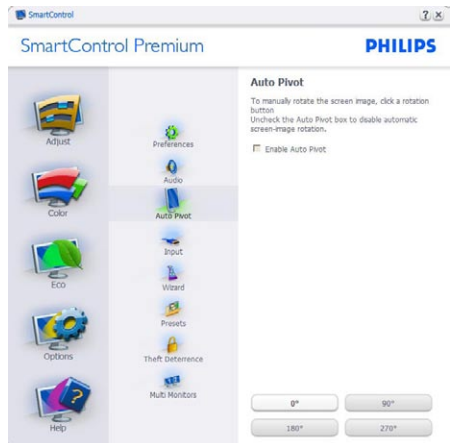 SmartControl
SmartControl Premium
PHILIPS
Adjust
Color
Eco
Options
Help
Preferences
Audio
Auto Pivot
Input
Wizard
Presets
Theft Deterrence
Multi Monitors
Auto Pivot
To manually rotate the screen image, click a rotation
button
Uncheck the Auto Pivot box to disable automatic
screen-image rotation.
Enable Auto Pivot
0°
90°
180°
270°